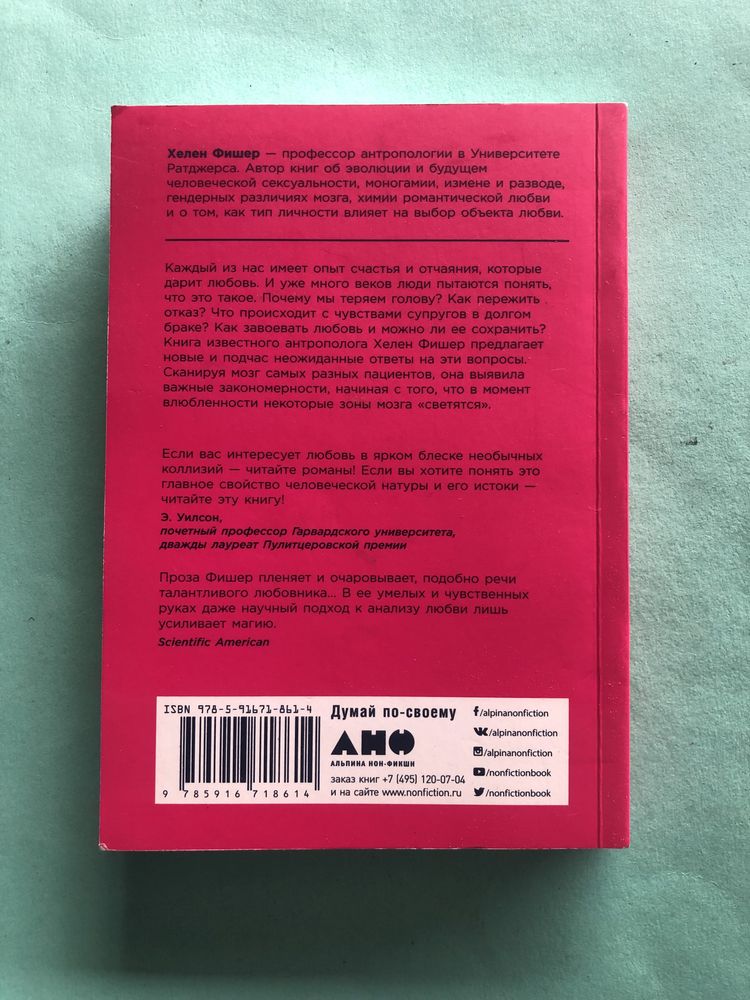 Хелен Фишер — профессор антропологии в Университете
Ратджерса. Автор книг об эволюции и будущем
человеческой сексуальности, моногамии, измене и разводе,
гендерных различиях мозга, химии романтической любви
и о том, как тип личности влияет на выбор объекта любви.
Каждый из нас имеет опыт счастья и отчаяния, которые
дарит любовь. И уже много веков люди пытаются понять,
что это такое. Почему мы теряем голову? Как пережить
отказ? Что происходит с чувствами супругов в долгом
браке? Как завоевать любовь и можно ли ее сохранить?
Книга известного антрополога Хелен Фишер предлагает
новые и подчас неожиданные ответы на эти вопросы.
Сканируя мозг самых разных пациентов, она выявила
важные закономерности, начиная с того, что в момент
влюбленности некоторые зоны мозга «светятся».
Если вас интересует любовь в ярком блеске необычных
коллизий — читайте романы! Если вы хотите понять это
главное свойство человеческой натуры и его истоки —
читайте эту книгу!
Э. Уилсон,
почетный профессор Гарвардского университета,
дважды лауреат Пулитцеровской премии
Проза Фишер пленяет и очаровывает, подобно речи
талантливого любовника... В ее умелых и чувственных
руках даже научный подход к анализу любви лишь
усиливает магию.
Scientific American
ISBN 978-5-91671-861-4
9 785916 718614
Думай по-своему
АНФ
АЛЬПИНА НОН-ФИКШН
заказ книг +7 (495) 120-07-04
и на сайте www.nonfiction.ru
/alpinanonfiction
/alpinanonfiction
/alpinanonfiction
/nonfictionbook
/nonfictionbook